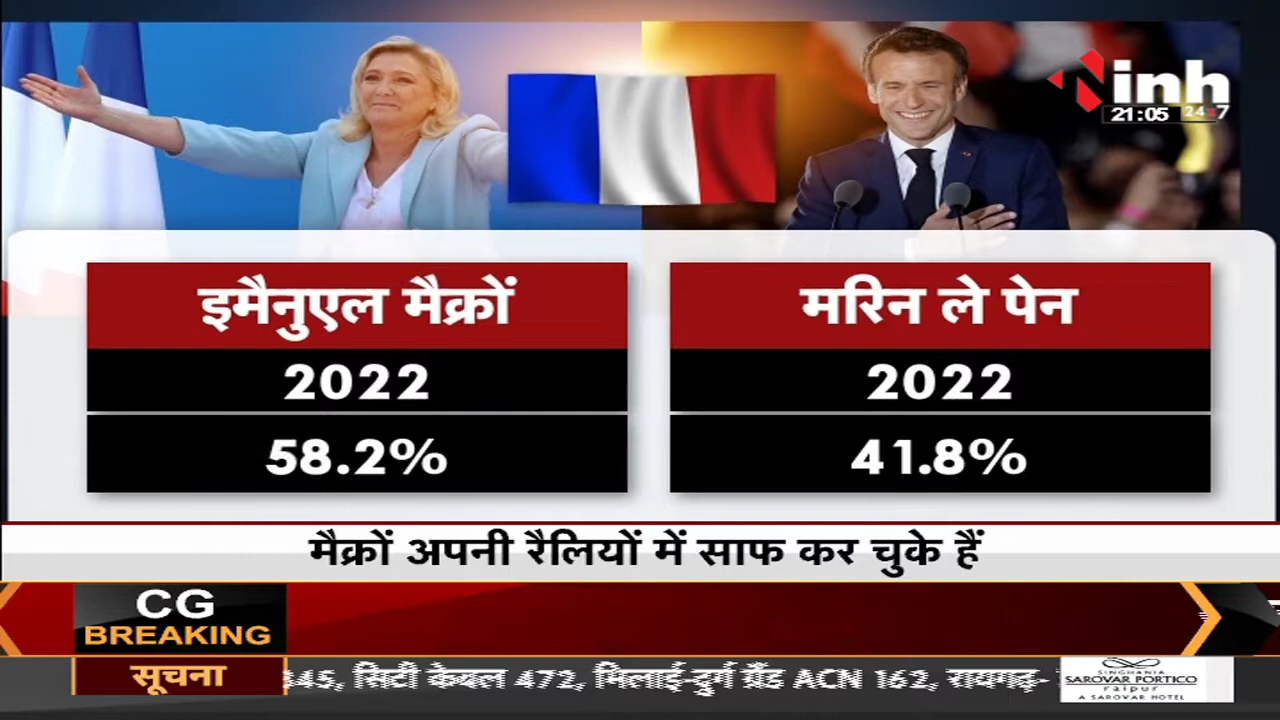 inh
21:05 24x7
इमैनुएल मैक्रों
2022
58.2%
मरिन ले पेन
2022
41.8%
मैक्रों अपनी रैलियों में साफ कर चुके हैं
CG
BREAKING
सूचना
345, सिटी केबल 472, भिलाई-दुर्ग ग्रैंड ACN 162, रायगढ़-
SINGHANIA
SAROVAR PORTICO
raipur
A SAROVAR HOTEL